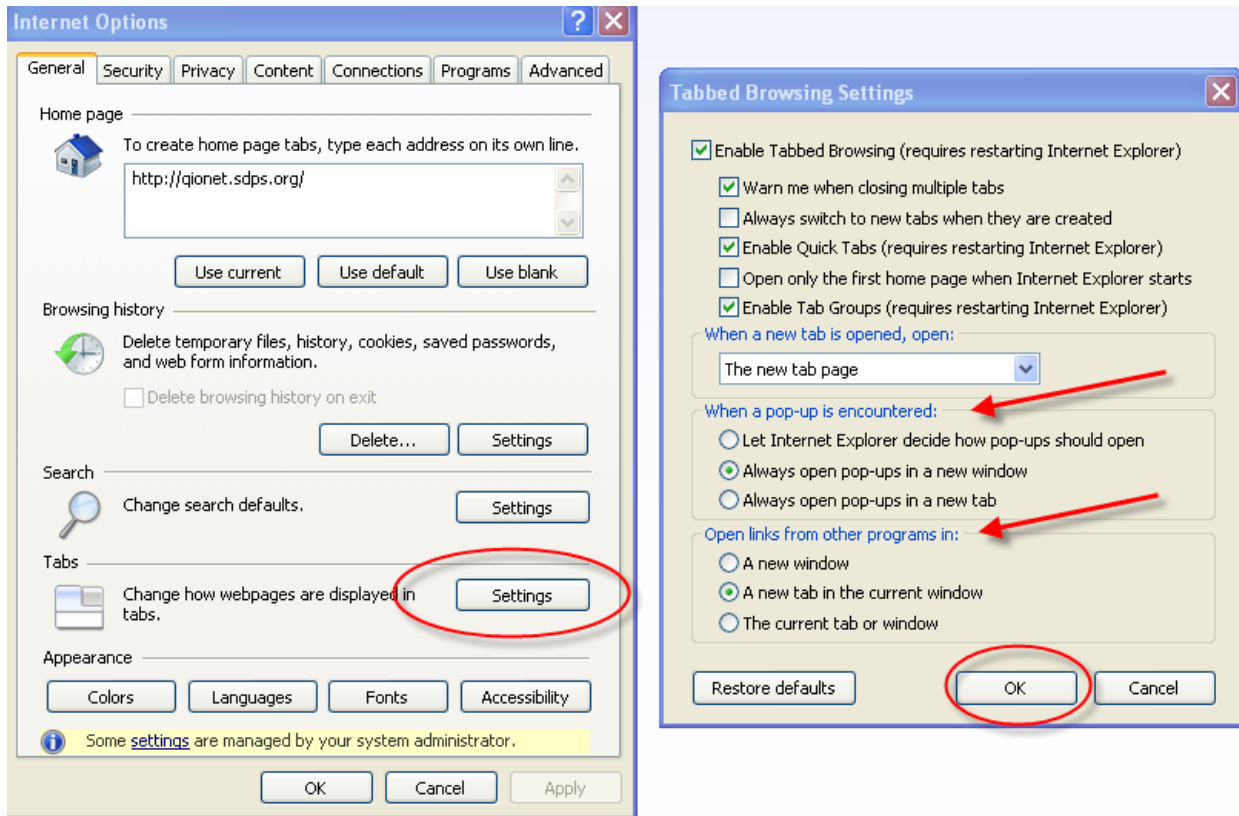 Internet Options
General Security Privacy Content Connections Programs Advanced
Home page
To create home page tabs, type each address on its own line.
http://qionet.sdps.org/
Use current Use default Use blank
Browsing history
Delete temporary files, history, cookies, saved passwords,
and web form information.
Delete browsing history on exit
Delete... Settings
Search
Change search defaults.
Settings
Tabs
Change how webpages are displayed in
tabs.
Settings
Appearance
Colors Languages Fonts Accessibility
Some settings are managed by your system administrator.
OK Cancel Apply
Tabbed Browsing Settings
Enable Tabbed Browsing (requires restarting Internet Explorer)
Warn me when closing multiple tabs
Always switch to new tabs when they are created
Enable Quick Tabs (requires restarting Internet Explorer)
Open only the first home page when Internet Explorer starts
Enable Tab Groups (requires restarting Internet Explorer)
When a new tab is opened, open:
The new tab page
When a pop-up is encountered:
Let Internet Explorer decide how pop-ups should open
Always open pop-ups in a new window
Always open pop-ups in a new tab
Open links from other programs in:
A new window
A new tab in the current window
The current tab or window
Restore defaults OK Cancel